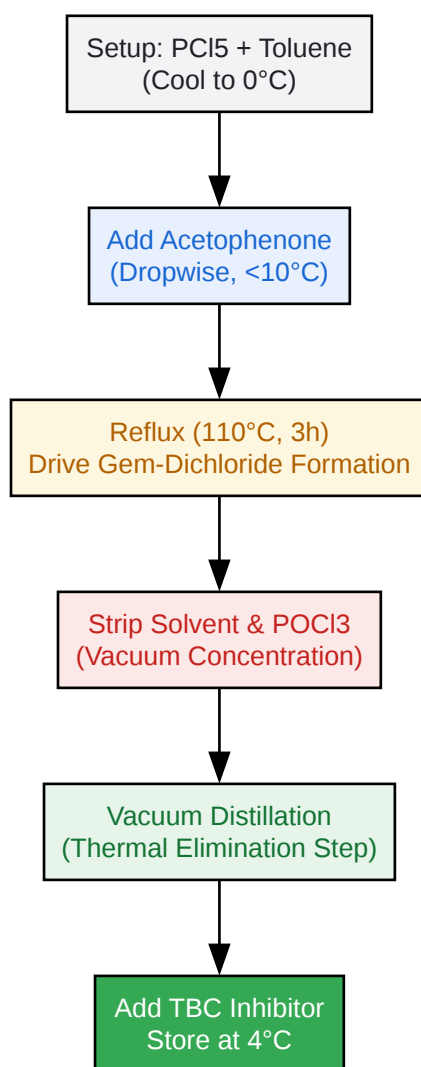 Setup: PCl5 + Toluene
(Cool to 0°C)
Add Acetophenone
(Dropwise, <10°C)
Reflux (110°C, 3h)
Drive Gem-Dichloride Formation
Strip Solvent & POCl3
(Vacuum Concentration)
Vacuum Distillation
(Thermal Elimination Step)
Add TBC Inhibitor
Store at 4°C